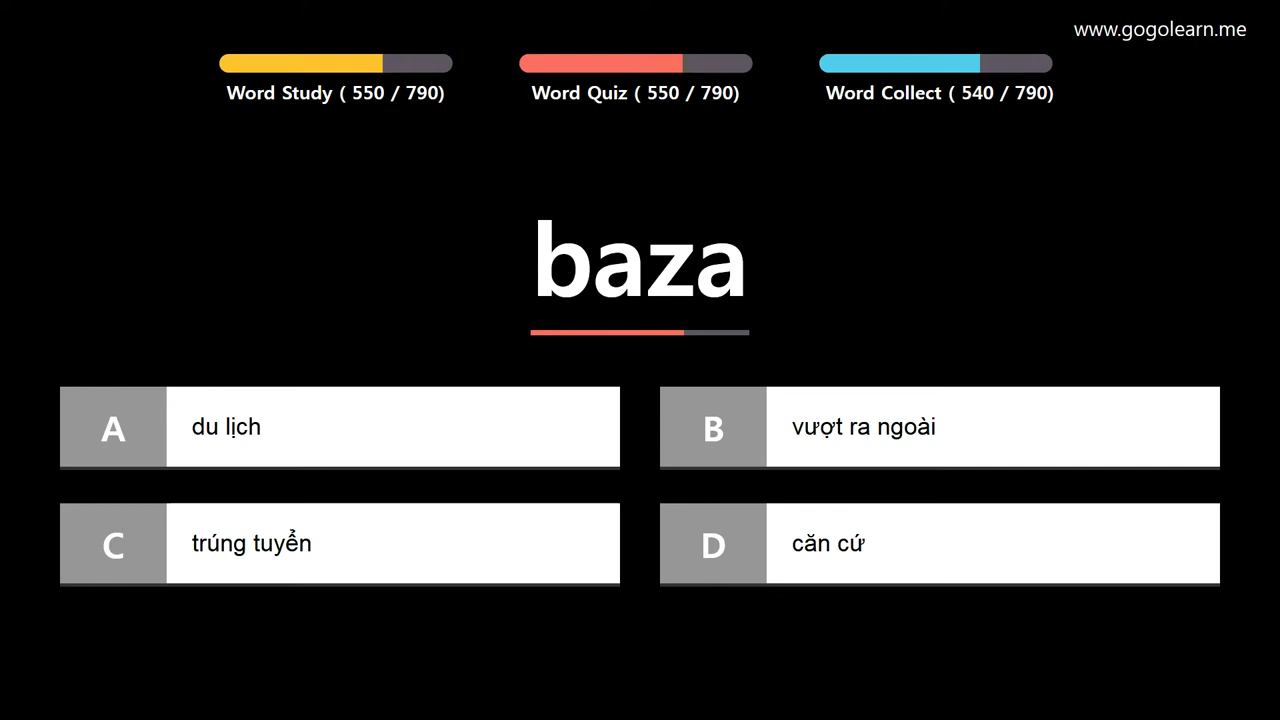 www.gogolearn.me
Word Study ( 550 / 790)
Word Quiz ( 550 / 790)
Word Collect ( 540 / 790)
baza
A
du lịch
B
vượt ra ngoài
C
trúng tuyển
D
căn cứ